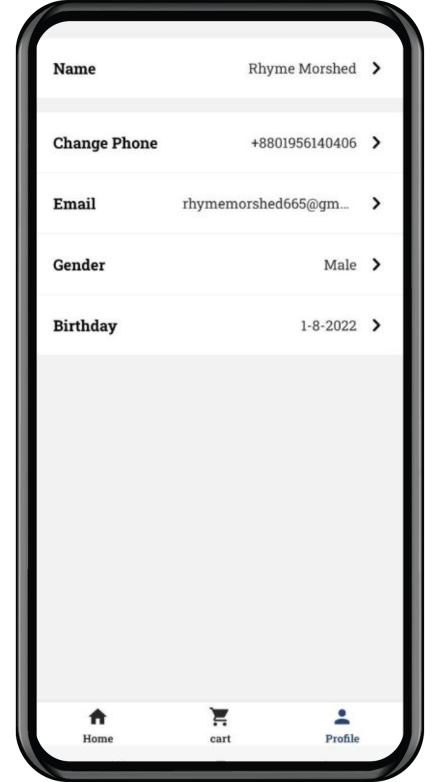 Name Rhyme Morshed
Change Phone +8801956140406
Email rhymemorshed665@gm...
Gender Male
Birthday 1-8-2022
Home cart Profile